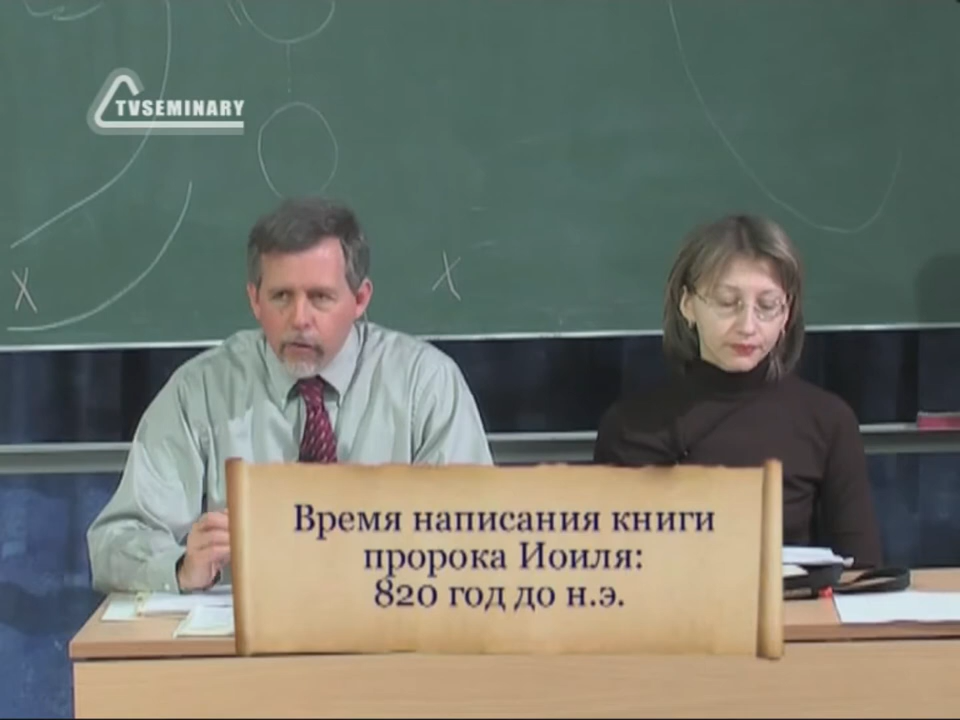 TVSEMINARY
Время написания книги
пророка Иоиля:
820 год до н.э.